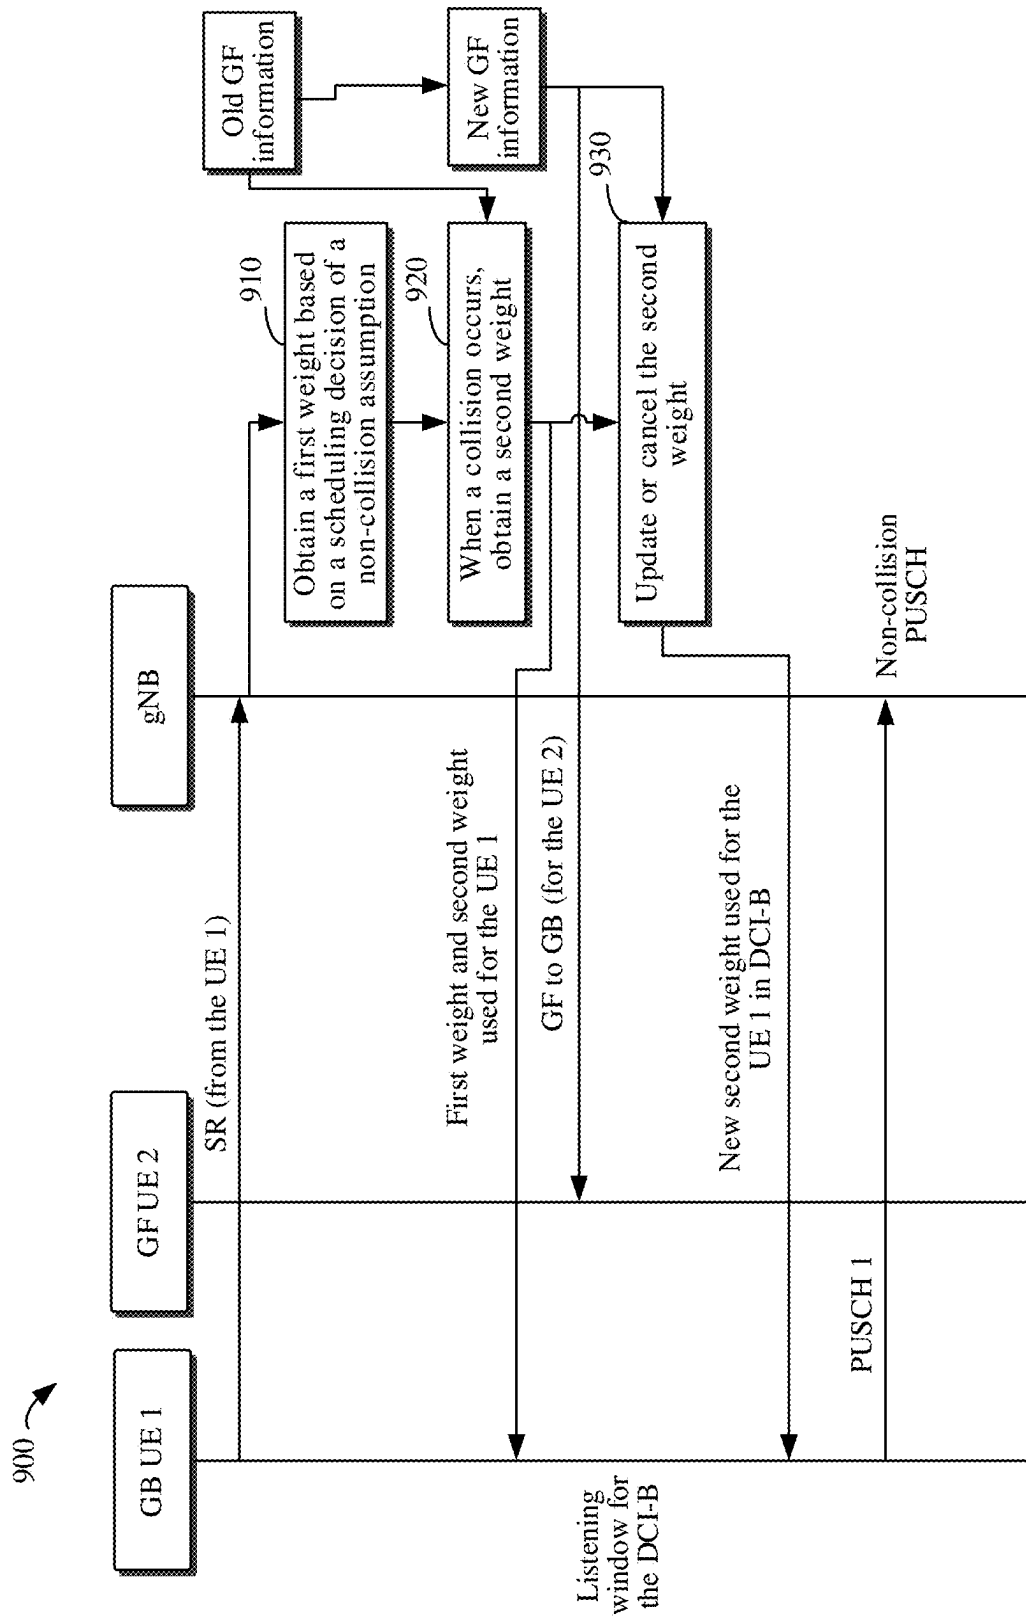 900
GB UE 1
GF UE 2
gNB
SR (from the UE 1)
910
Obtain a first weight based
on a scheduling decision of a
non-collision assumption
Old GF
information
920
When a collision occurs,
obtain a second weight
New GF
information
First weight and second weight
used for the UE 1
GF to GB (for the UE 2)
930
Update or cancel the second
weight
Listening
window for
the DCI-B
New second weight used for the
UE 1 in DCI-B
PUSCH 1
Non-collision
PUSCH